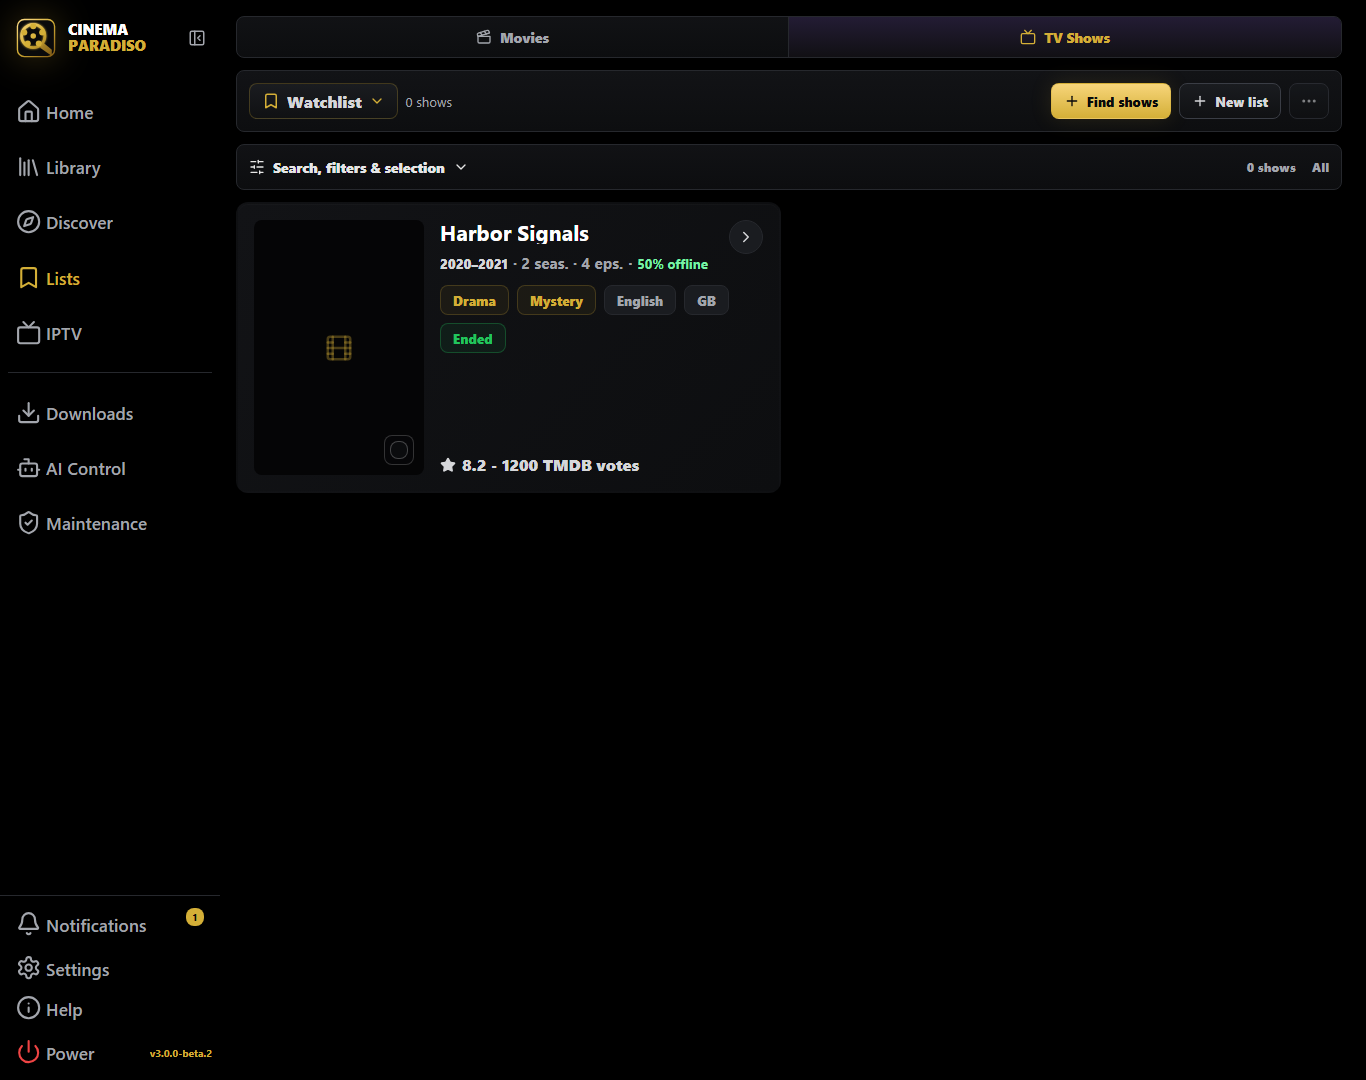 CINEMA
PARADISO
Home
Library
Discover
Lists
IPTV
Downloads
AI Control
Maintenance
Notifications
1
Settings
Help
Power
v3.0.0-beta.2
Movies
TV Shows
Watchlist
0 shows
Find shows
New list
Search, filters & selection
0 shows
All
Harbor Signals
2020–2021 · 2 seas. · 4 eps. · 50% offline
Drama
Mystery
English
GB
Ended
8.2 - 1200 TMDB votes